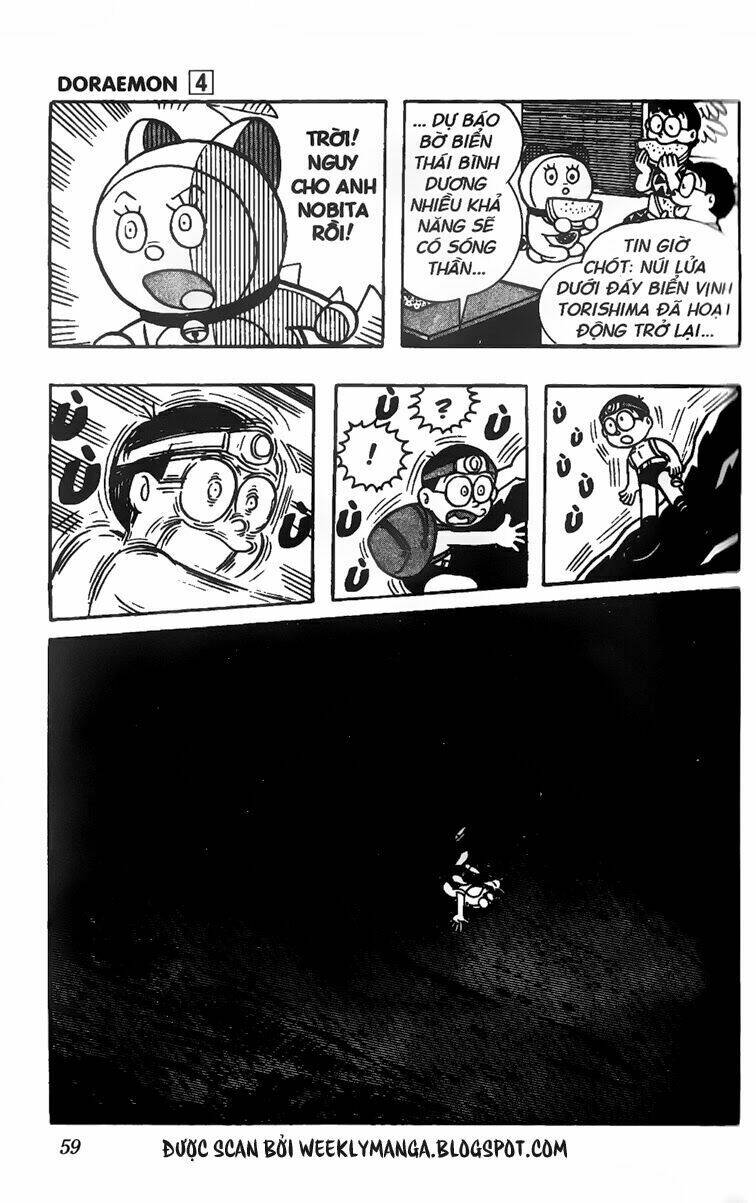 DORAEMON 4
TIN GIỜ
CHÓT: NÚI LỬA
DƯỚI ĐÁY BIỂN VỊNH
TORISHIMA ĐÃ HOẠT
ĐỘNG TRỞ LẠI...
... DỰ BÁO
BỜ BIỂN
THÁI BÌNH
DƯƠNG
NHIỀU KHẢ
NĂNG SẼ
CÓ SÓNG
THẦN...
TRỜI!
NGUY
CHO ANH
NOBITA
RỒI!
Ù
Ù
Ù
Ù
Ù
Ù
?
Ù
Ù
!
Ù
Ù
Ù
Ù
Ù
59
ĐƯỢC SCAN BỞI WEEKLYMANGA.BLOGSPOT.COM